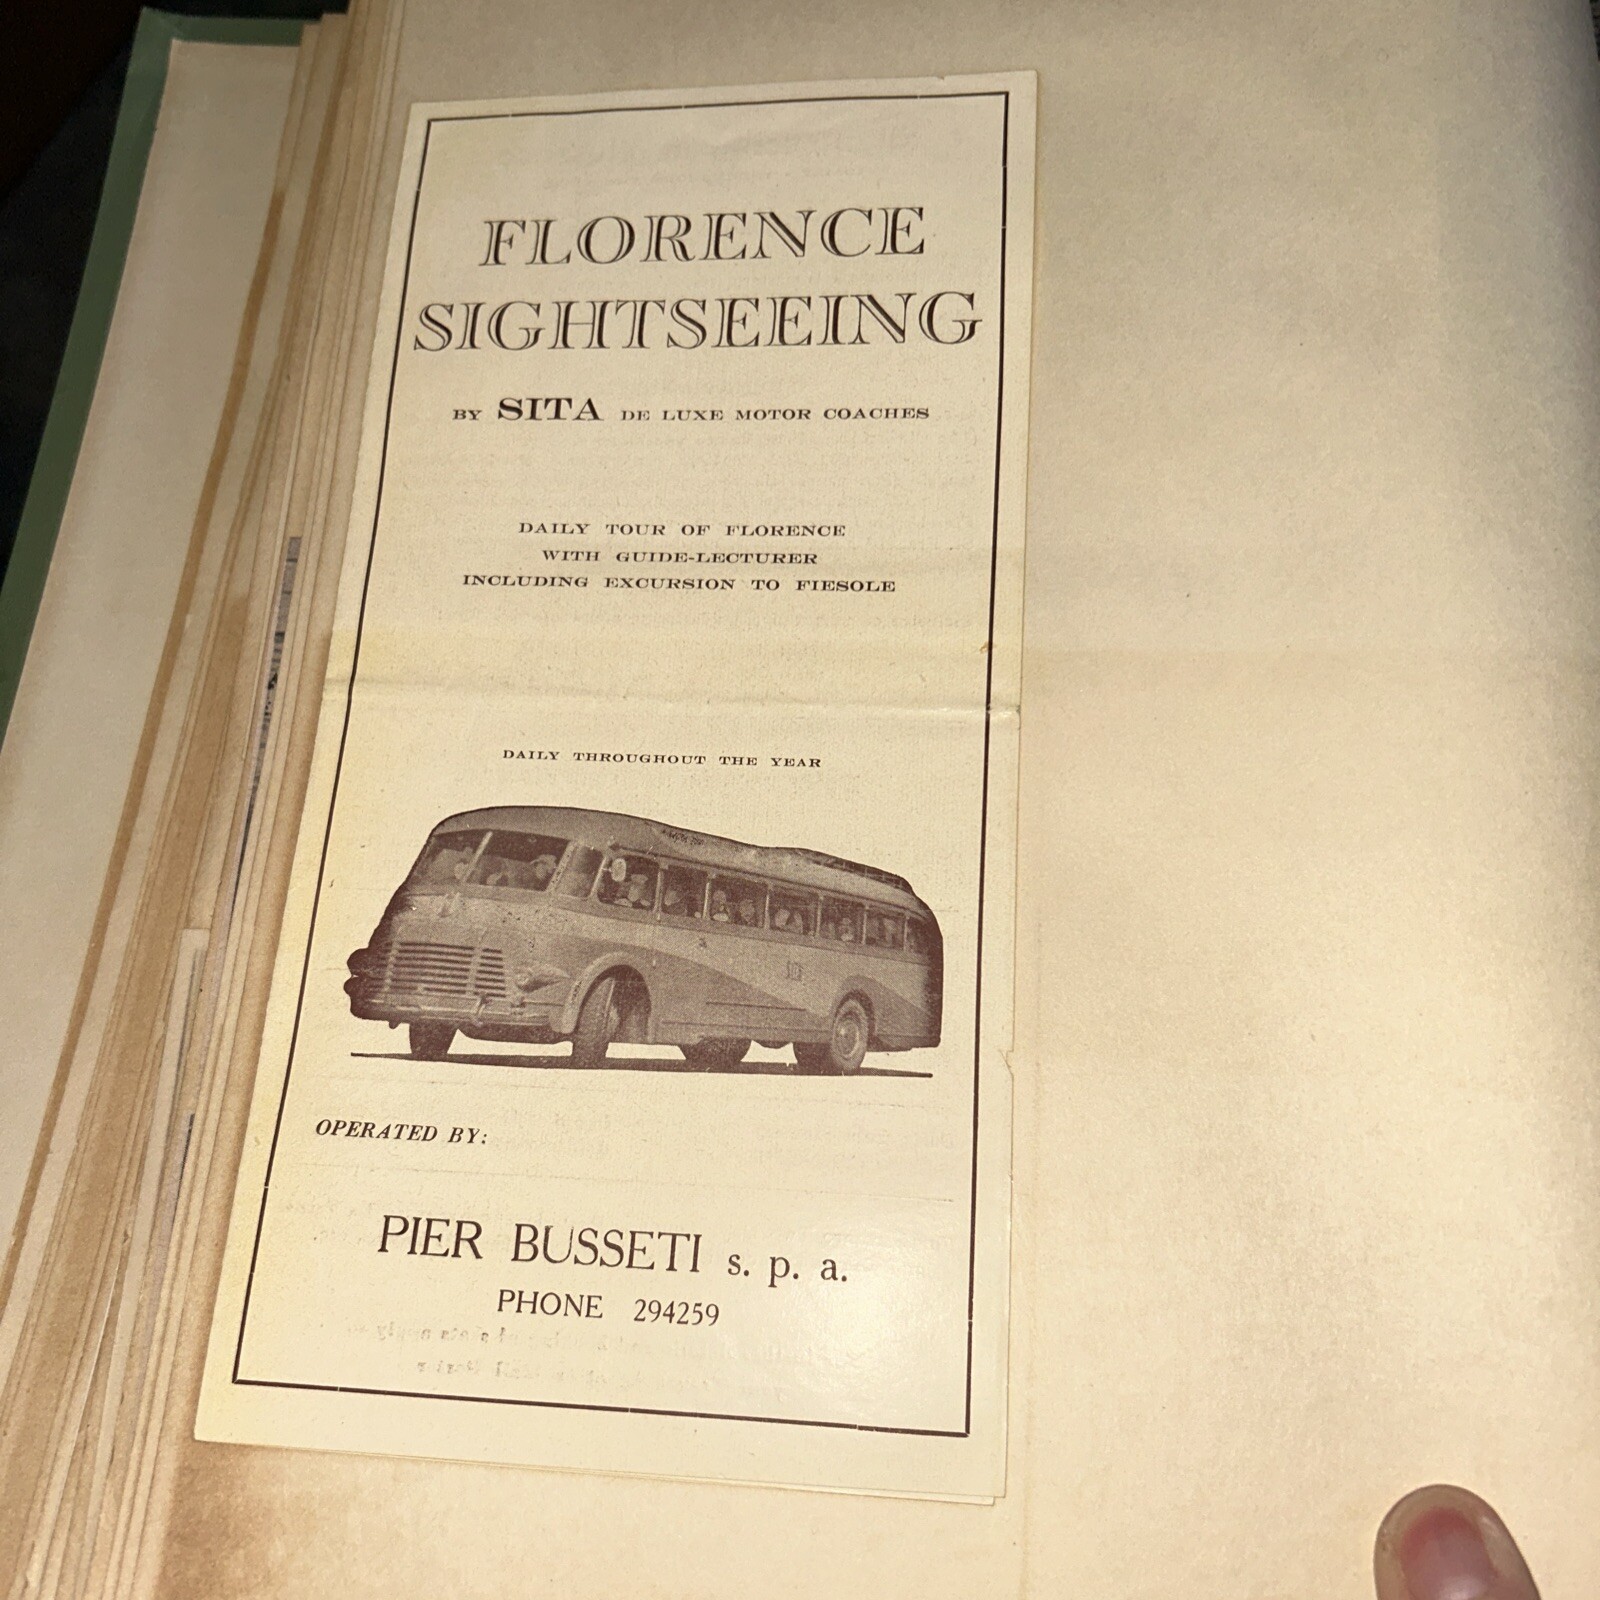 FLORENCE
SIGHTSEEING
BY SITA DE LUXE MOTOR COACHES
DAILY TOUR OF FLORENCE
WITH GUIDE-LECTURER
INCLUDING EXCURSION TO FIESOLE
DAILY THROUGHOUT THE YEAR
OPERATED BY:
PIER BUSSETI s. p. a.
PHONE 294259